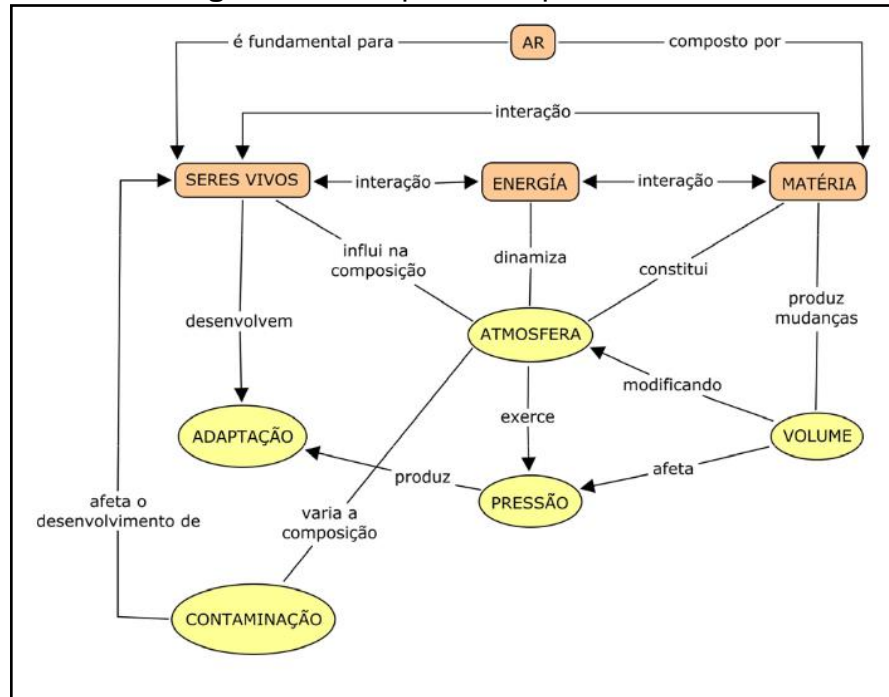 é fundamental para
AR
composto por
interação
SERES VIVOS
interação
ENERGÍA
interação
MATÉRIA
influi na
composição
dinamiza
constitui
produz
mudanças
desenvolvem
ATMOSFERA
modificando
ADAPTAÇÃO
exerce
VOLUME
produz
afeta
PRESSÃO
afeta o
desenvolvimento de
varia a
composição
CONTAMINAÇÃO